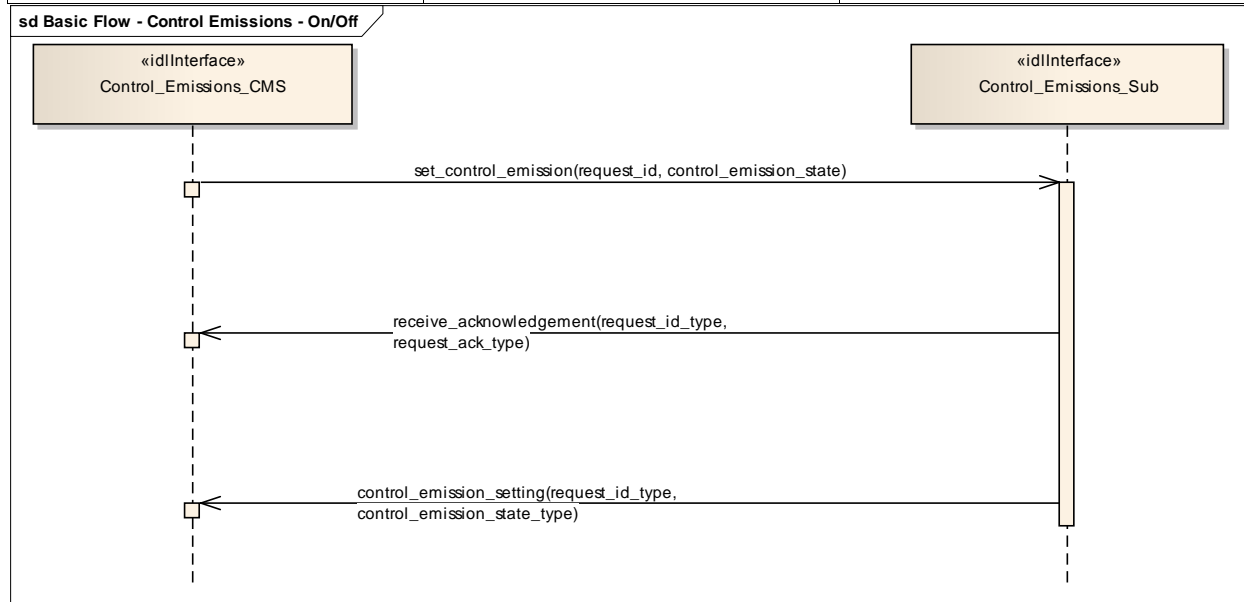 sd Basic Flow - Control Emissions - On/Off
«idlInterface»
Control_Emissions_CMS
«idlInterface»
Control_Emissions_Sub
set_control_emission(request_id, control_emission_state)
receive_acknowledgement(request_id_type,
request_ack_type)
control_emission_setting(request_id_type,
control_emission_state_type)